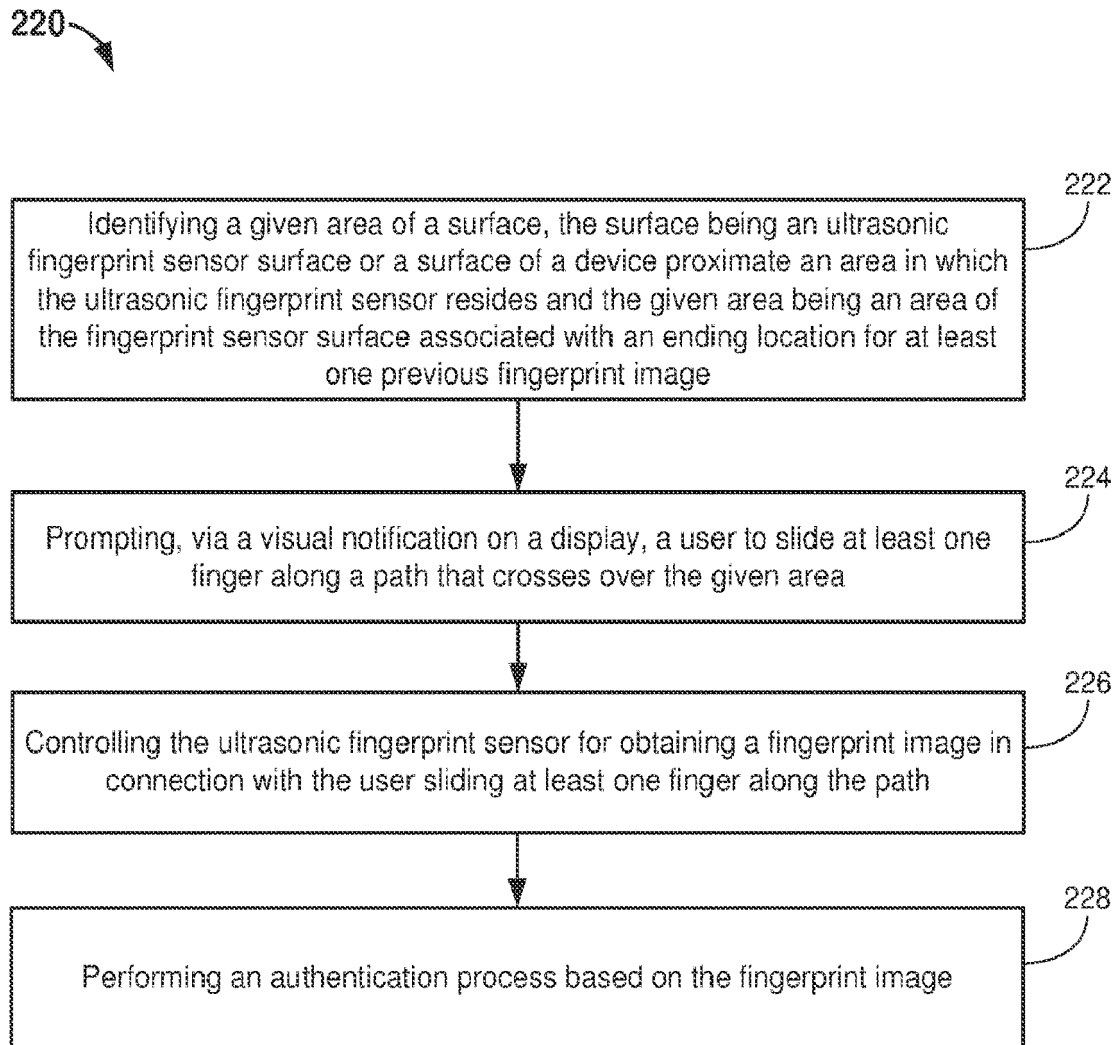 220
222
Identifying a given area of a surface, the surface being an ultrasonic
fingerprint sensor surface or a surface of a device proximate an area in which
the ultrasonic fingerprint sensor resides and the given area being an area of
the fingerprint sensor surface associated with an ending location for at least
one previous fingerprint image
224
Prompting, via a visual notification on a display, a user to slide at least one
finger along a path that crosses over the given area
226
Controlling the ultrasonic fingerprint sensor for obtaining a fingerprint image in
connection with the user sliding at least one finger along the path
228
Performing an authentication process based on the fingerprint image